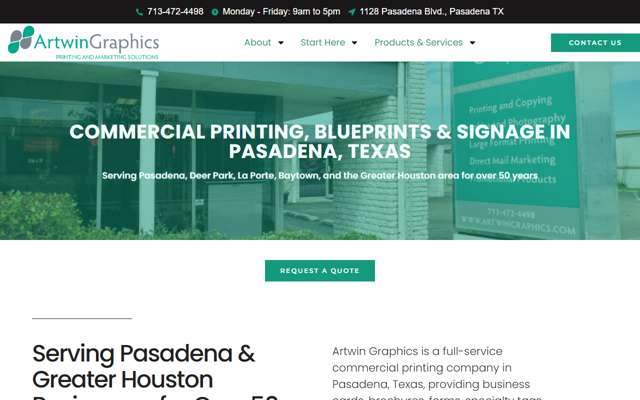 713-472-4498 Monday - Friday: 9am to 5pm 1128 Pasadena Blvd., Pasadena TX
ArtwinGraphics
PRINTING AND MARKETING SOLUTIONS
About Start Here Products & Services
CONTACT US
Printing and Copying
Large Format Printing
Direct Mail Marketing
713-472-4498
WWW.ARTWINGRAPHICS.COM
COMMERCIAL PRINTING, BLUEPRINTS & SIGNAGE IN
PASADENA, TEXAS
Serving Pasadena, Deer Park, La Porte, Baytown, and the Greater Houston area for over 50 years
REQUEST A QUOTE
Serving Pasadena &
Greater Houston
Artwin Graphics is a full-service
commercial printing company in
Pasadena, Texas, providing business